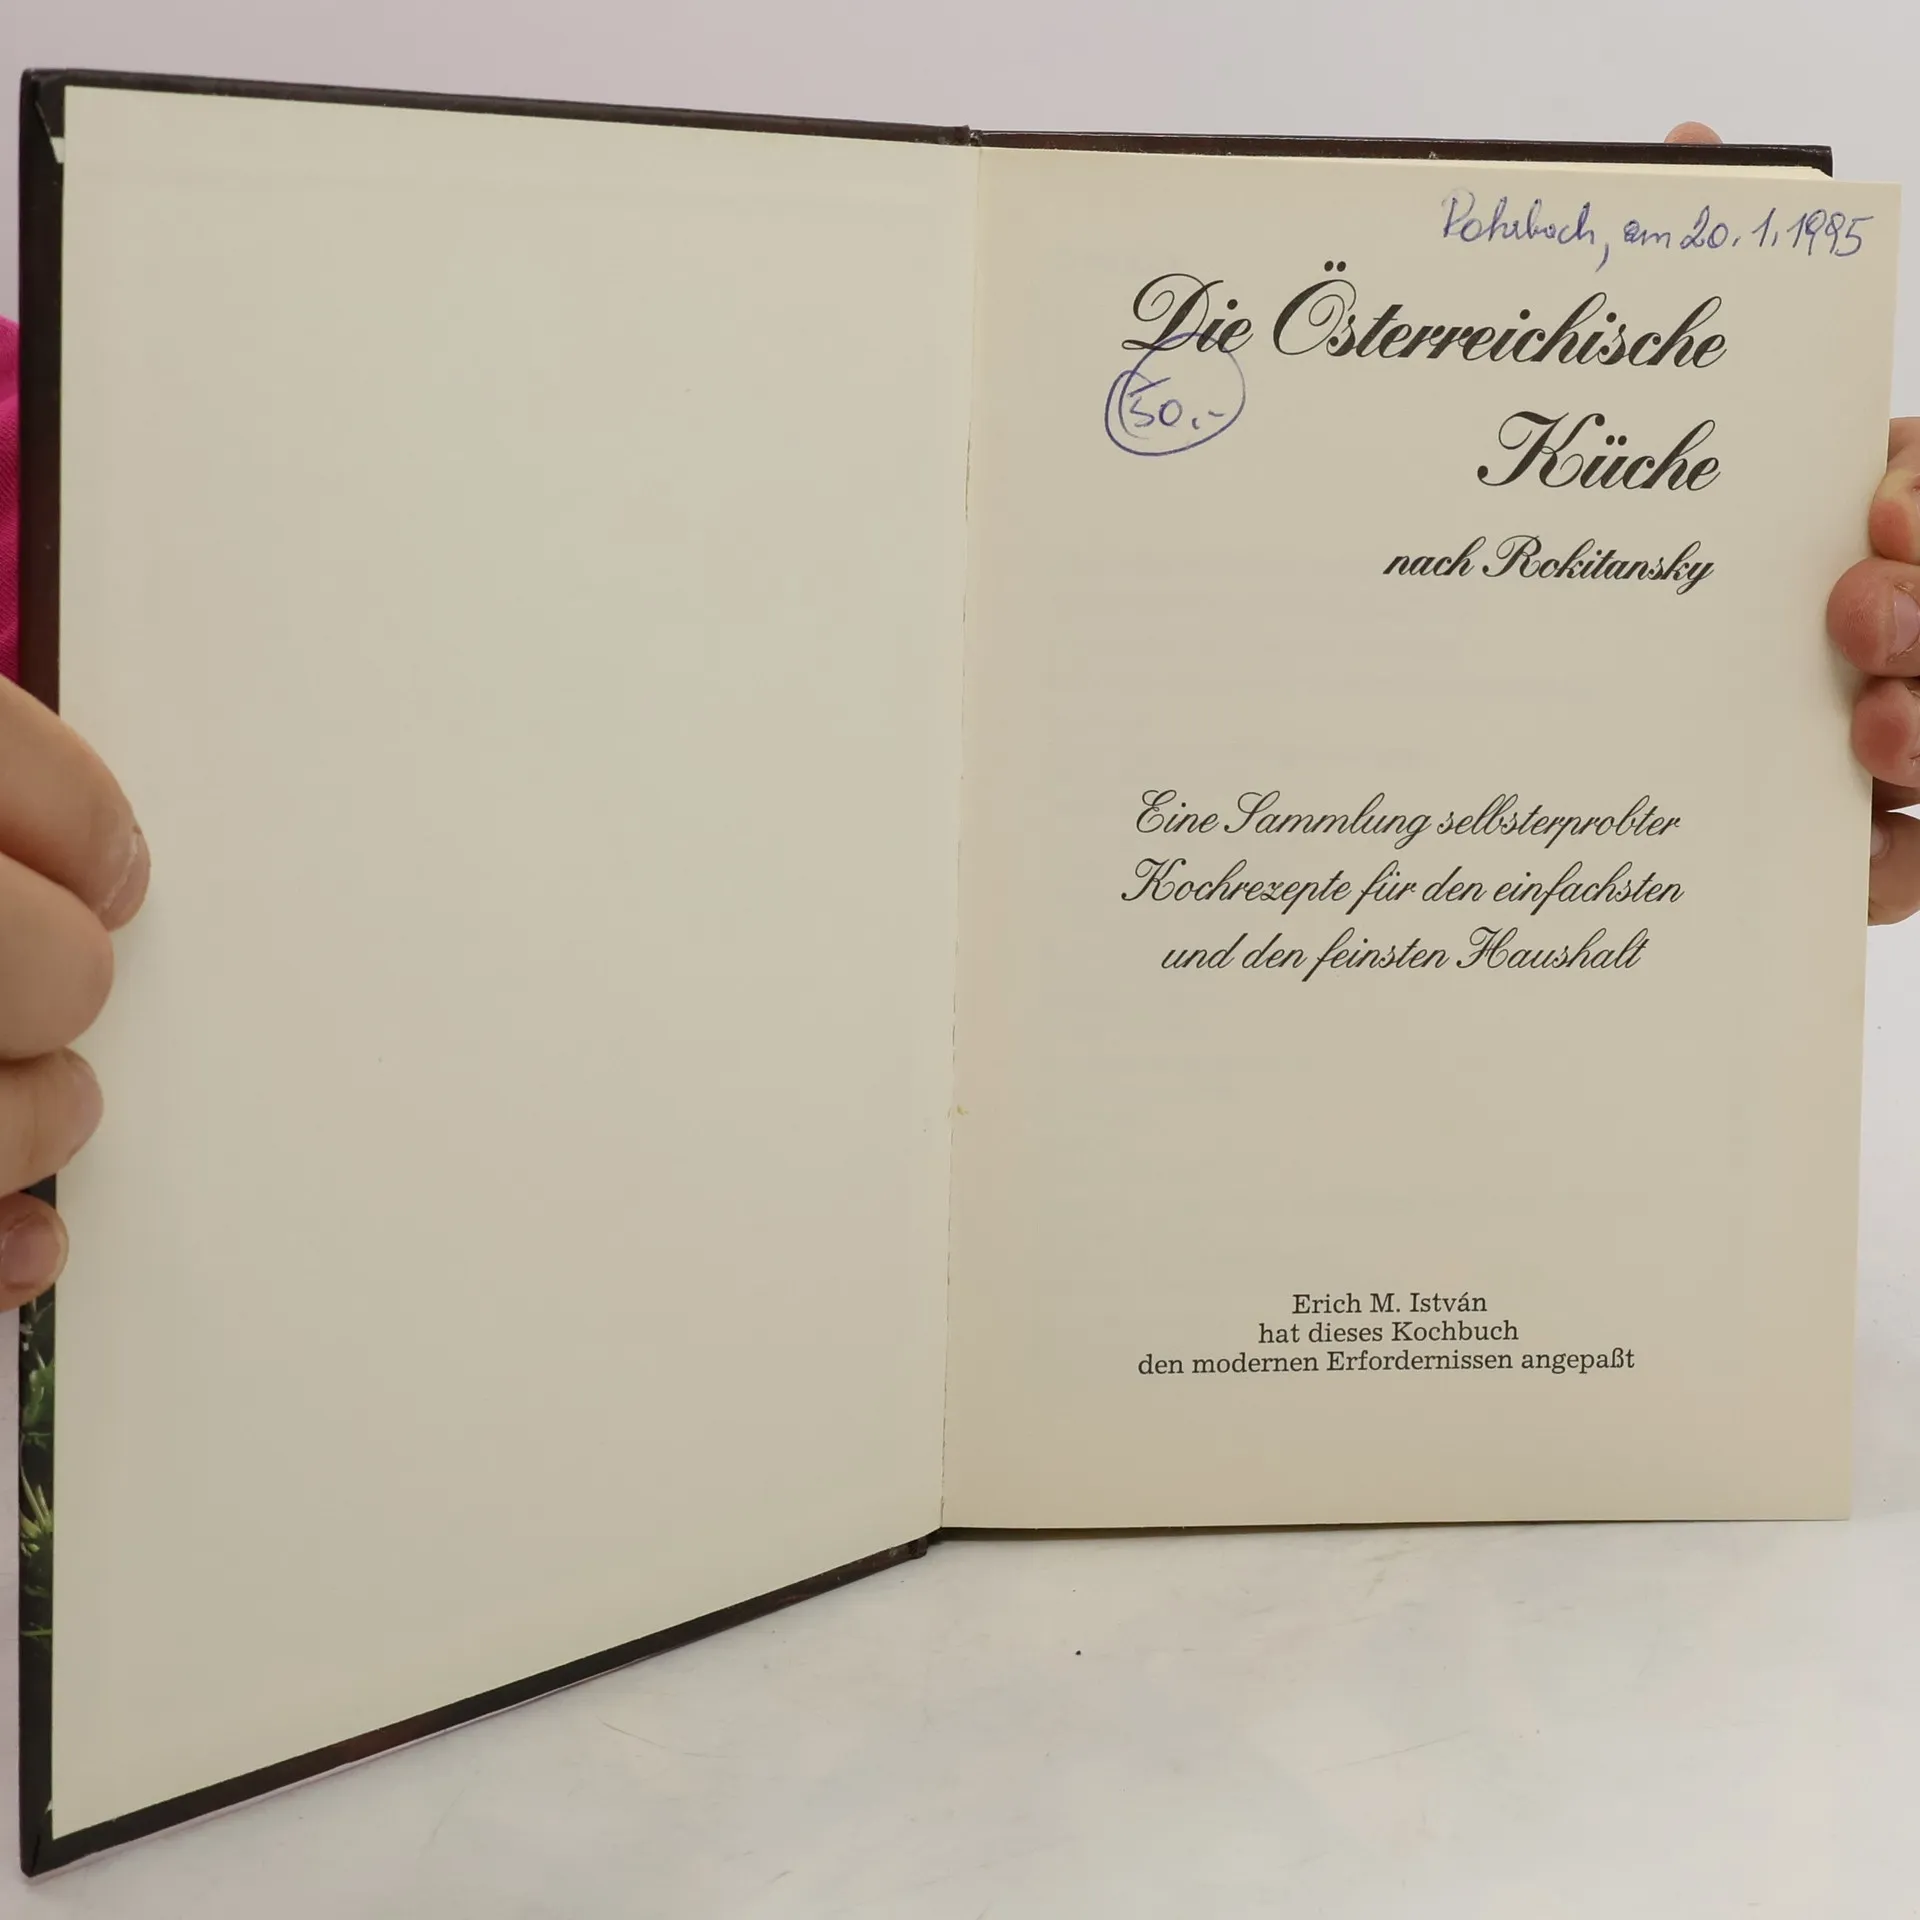 Rohrbach, am 20.1.1995
Die Österreichische
50.-
Küche
nach Rokitansky
Eine Sammlung selbsterprobter
Kochrezepte für den einfachsten
und den feinsten Haushalt
Erich M. István
hat dieses Kochbuch
den modernen Erfordernissen angepaßt